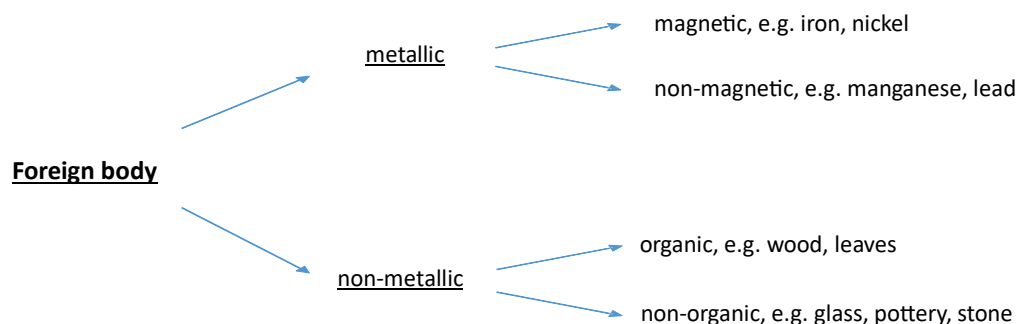 magnetic, e.g. iron, nickel
metallic
non-magnetic, e.g. manganese, lead
Foreign body
organic, e.g. wood, leaves
non-metallic
non-organic, e.g. glass, pottery, stone